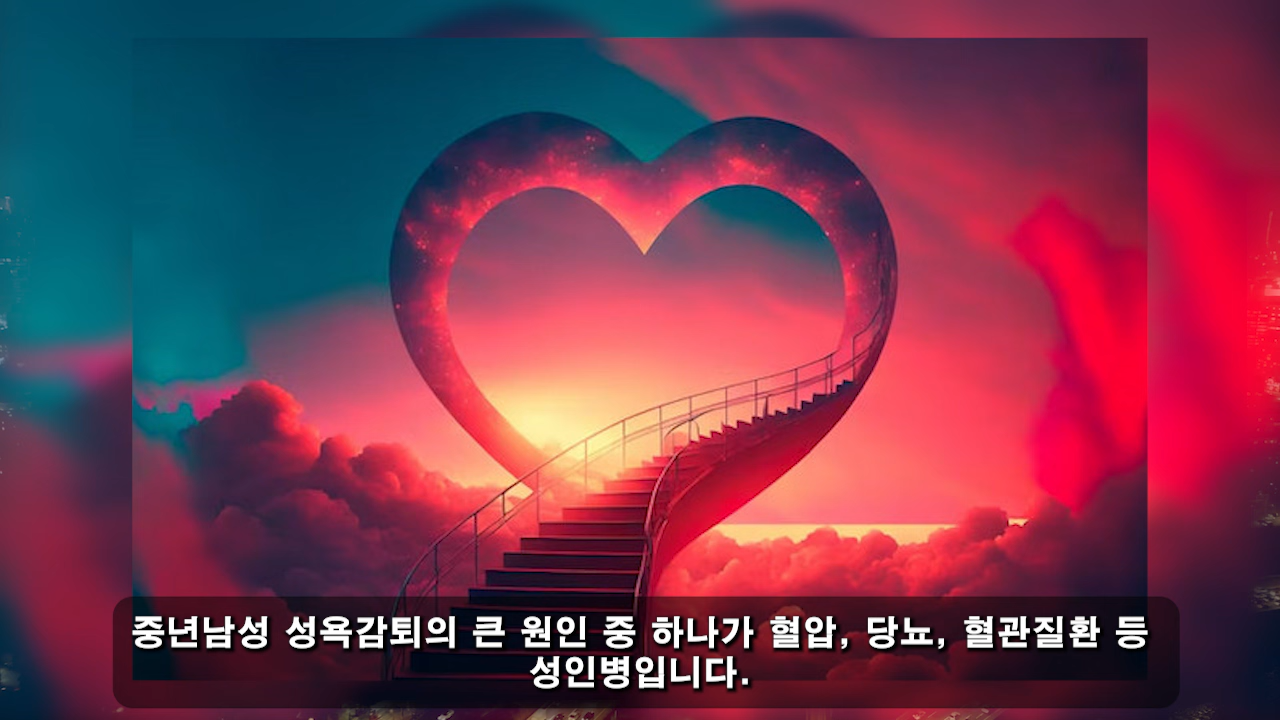 중년남성 성욕감퇴의 큰 원인 중 하나가 혈압, 당뇨, 혈관질환 등
성인병입니다.